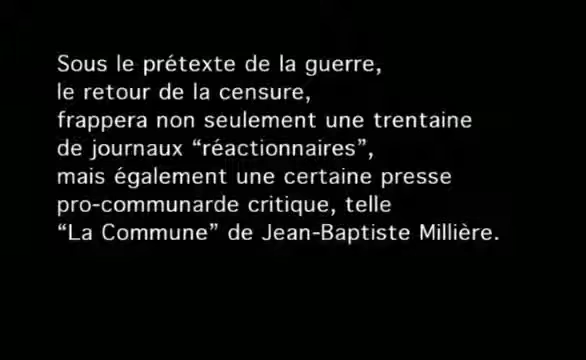 Sous le prétexte de la guerre,
le retour de la censure,
frappera non seulement une trentaine
de journaux “réactionnaires”,
mais également une certaine presse
pro-communarde critique, telle
“La Commune” de Jean-Baptiste Millière.